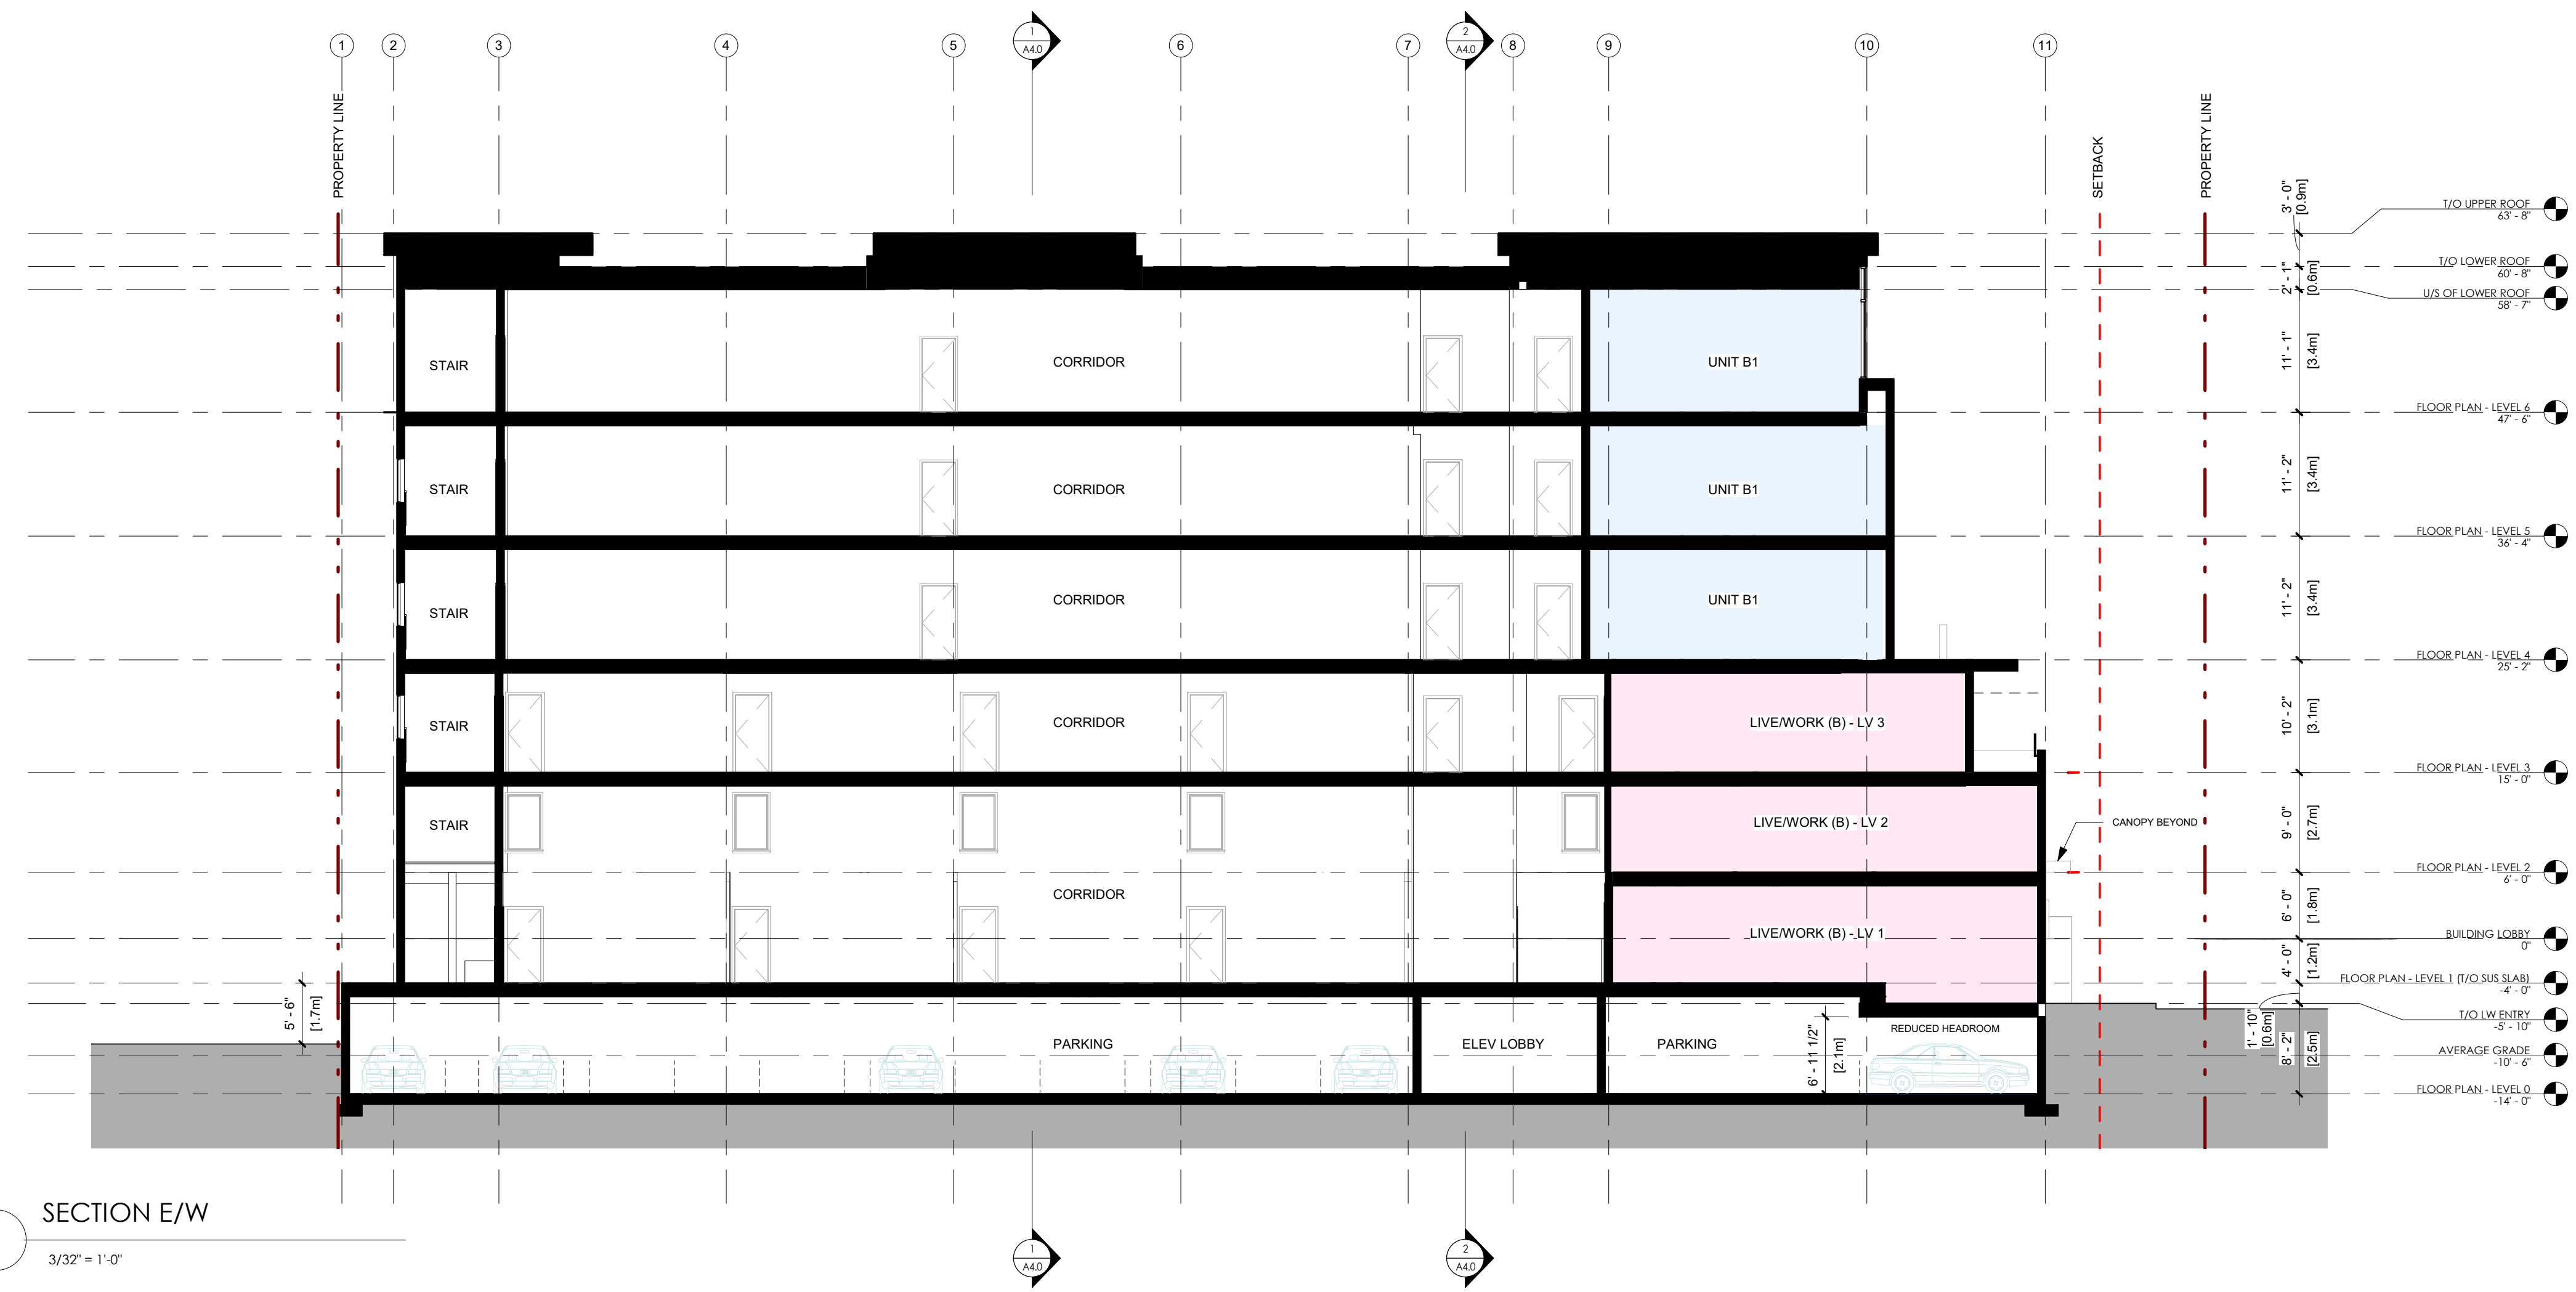 1 2 3 4 5 1 6 7 2 8 9 10 11
A4.0 A4.0
PROPERTY LINE
SETBACK
PROPERTY LINE
3' - 0"
[0.9m]
T/O UPPER ROOF
63' - 8"
2' - 1"
[0.6m]
T/O LOWER ROOF
60' - 8"
U/S OF LOWER ROOF
58' - 7"
STAIR CORRIDOR UNIT B1
11' - 1"
[3.4m]
FLOOR PLAN - LEVEL 6
47' - 6"
STAIR CORRIDOR UNIT B1
11' - 2"
[3.4m]
FLOOR PLAN - LEVEL 5
36' - 4"
STAIR CORRIDOR UNIT B1
11' - 2"
[3.4m]
FLOOR PLAN - LEVEL 4
25' - 2"
STAIR CORRIDOR LIVE/WORK (B) - LV 3
10' - 2"
[3.1m]
FLOOR PLAN - LEVEL 3
15' - 0"
STAIR LIVE/WORK (B) - LV 2
CANOPY BEYOND
9' - 0"
[2.7m]
FLOOR PLAN - LEVEL 2
6' - 0"
CORRIDOR
6' - 0"
[1.8m]
LIVE/WORK (B) - LV 1
BUILDING LOBBY
0"
4' - 0"
[1.2m]
FLOOR PLAN - LEVEL 1 (T/O SUS SLAB)
-4' - 0"
5' - 6"
[1.7m]
1' - 10"
[0.6m]
T/O LW ENTRY
-5' - 10"
REDUCED HEADROOM
PARKING ELEV LOBBY PARKING
6' - 11 1/2"
[2.1m]
8' - 2"
[2.5m]
AVERAGE GRADE
-10' - 6"
FLOOR PLAN - LEVEL 0
-14' - 0"
SECTION E/W
3/32" = 1'-0"
1 2
A4.0 A4.0